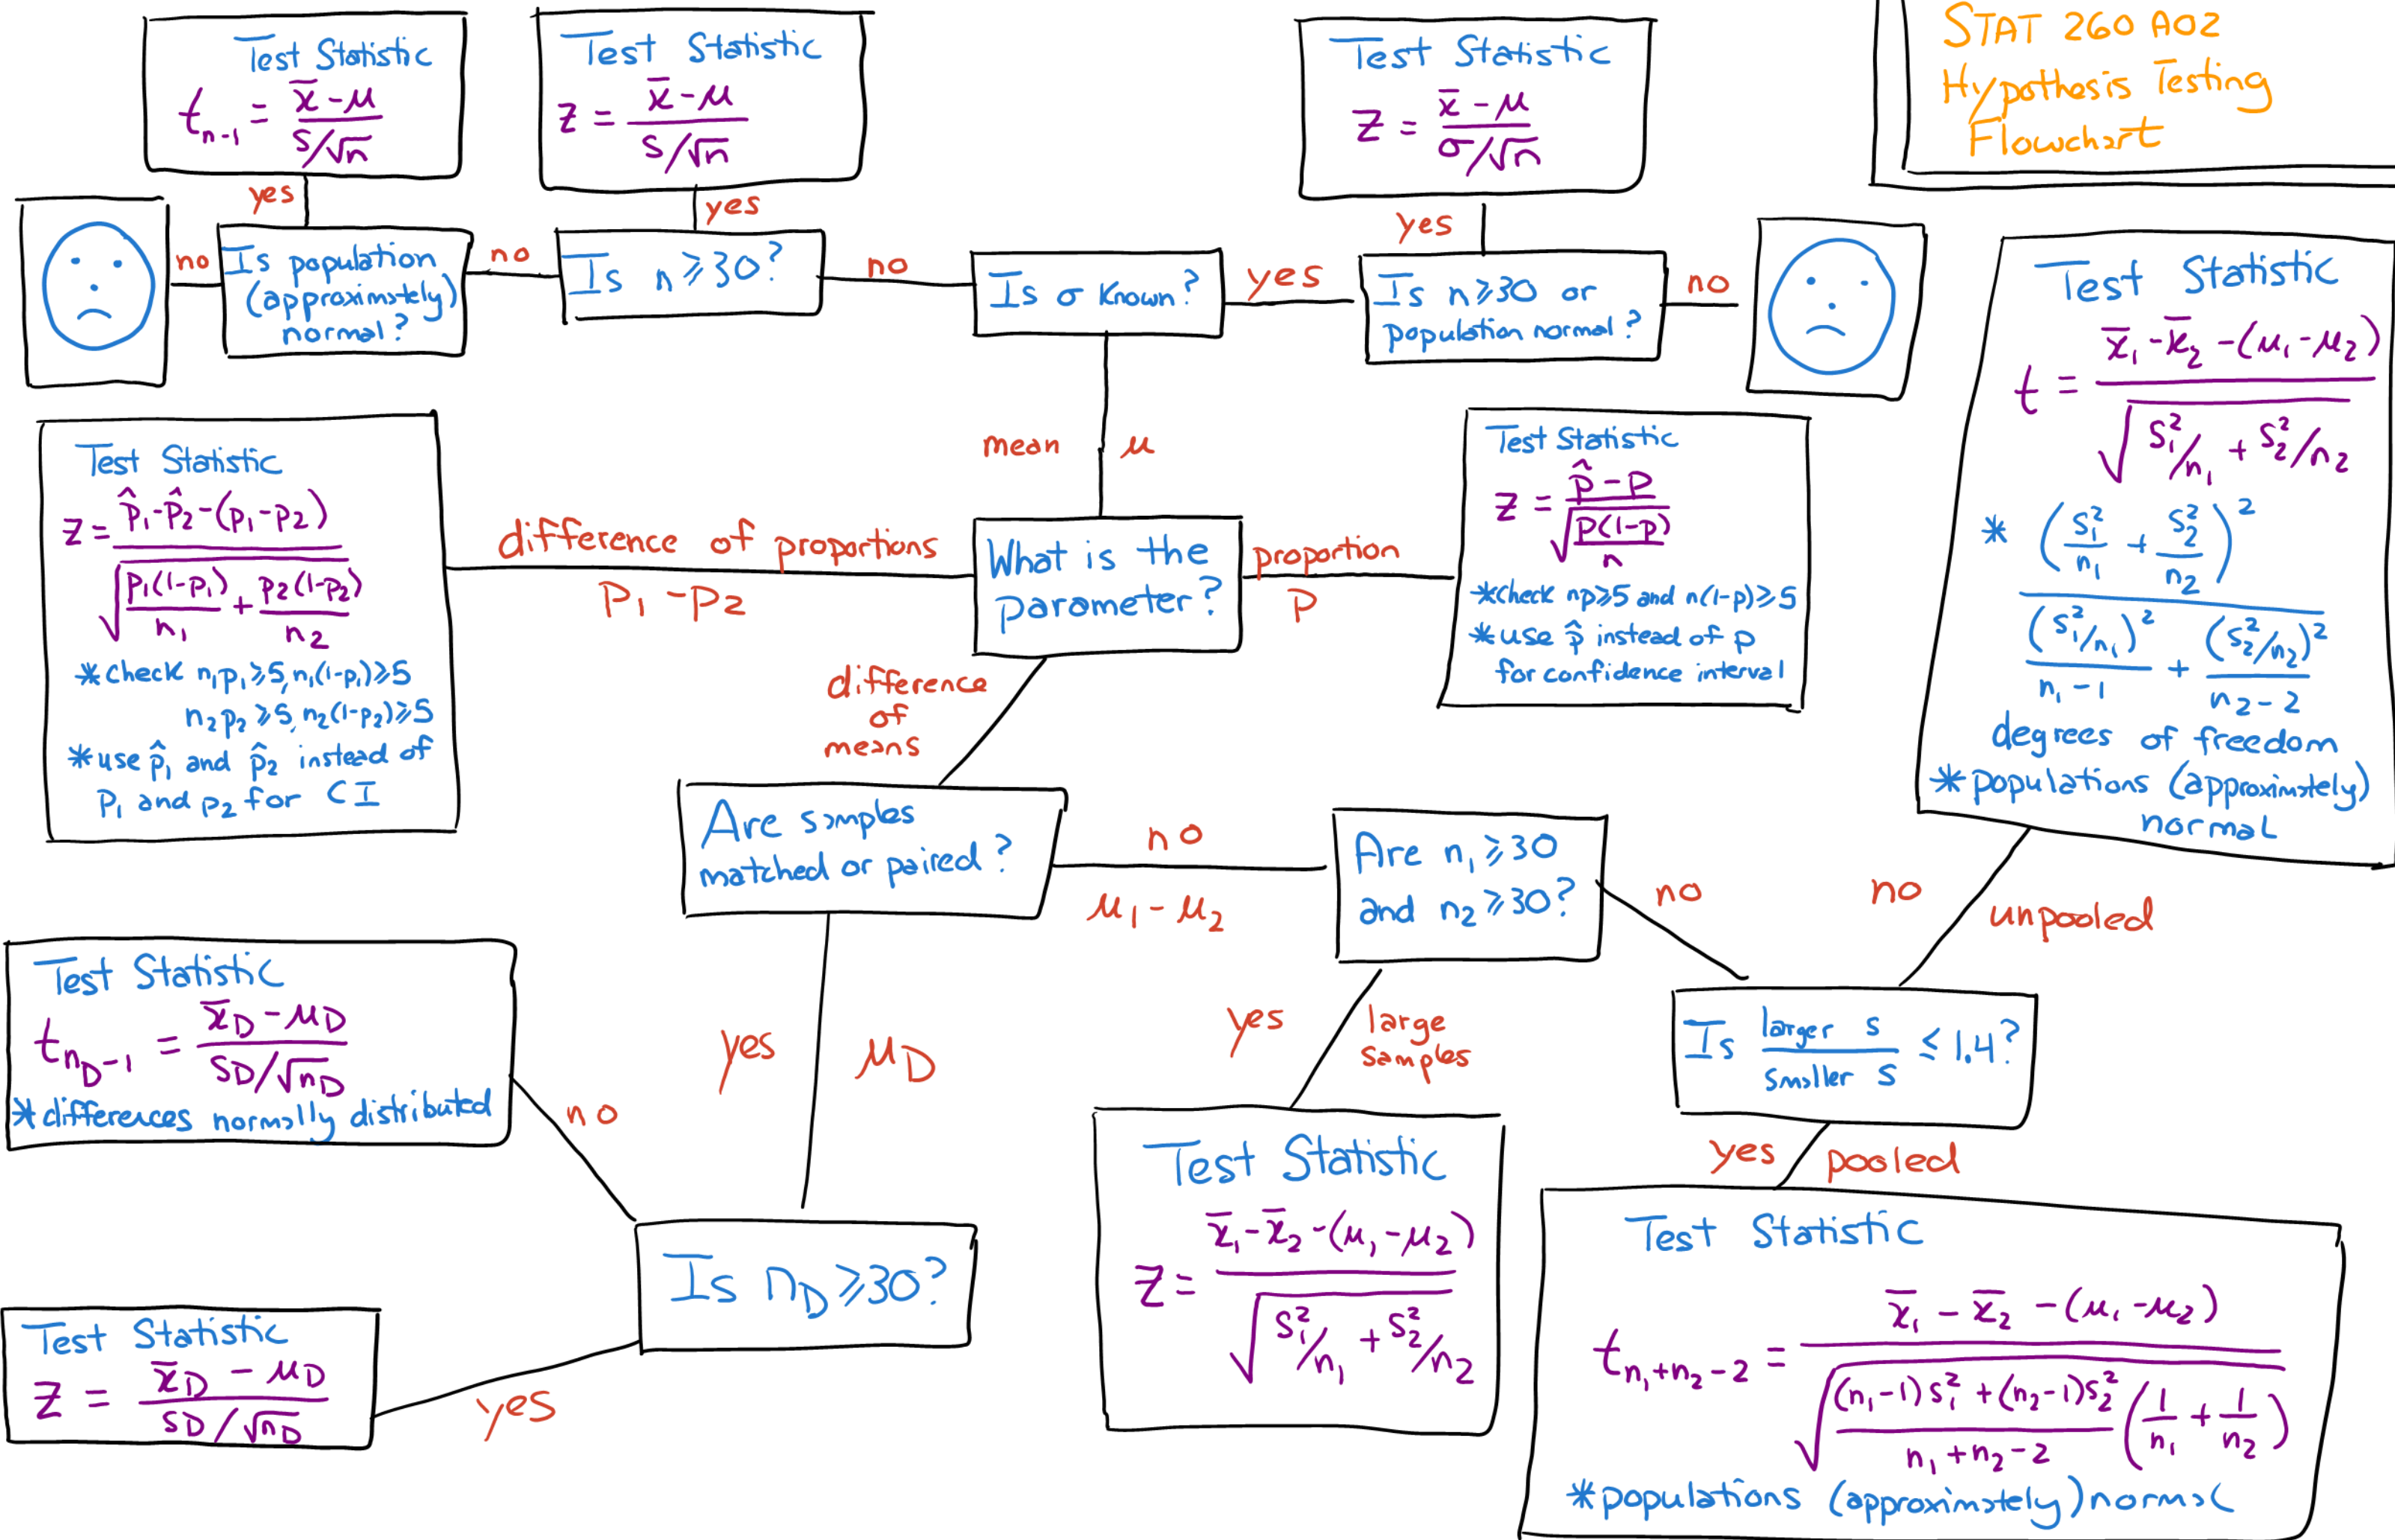 STAT 260 A02
Hypothesis Testing
Flowchart
Test Statistic
t_{n-1} = (x̄ - μ) / (s/√n)
yes
Test Statistic
z = (x̄ - μ) / (s/√n)
yes
Test Statistic
z = (x̄ - μ) / (σ/√n)
yes
no
Is population
(approximately)
normal?
no
Is n ≥ 30?
no
Is σ known?
yes
Is n ≥ 30 or
population normal?
no
mean μ
What is the
parameter?
difference of proportions
p₁ - p₂
Test Statistic
z = (p̂₁ - p̂₂ - (p₁ - p₂)) / √(p₁(1-p₁)/n₁ + p₂(1-p₂)/n₂)
*check n₁p₁ ≥ 5, n₁(1-p₁) ≥ 5
n₂p₂ ≥ 5, n₂(1-p₂) ≥ 5
*use p̂₁ and p̂₂ instead of
p₁ and p₂ for CI
proportion
p
Test Statistic
z = (p̂ - p) / √(p(1-p)/n)
*check np ≥ 5 and n(1-p) ≥ 5
*use p̂ instead of p
for confidence interval
difference
of
means
Are samples
matched or paired?
no
μ₁ - μ₂
Are n₁ ≥ 30
and n₂ ≥ 30?
no
Is larger s / smaller s ≤ 1.4?
no
unpooled
Test Statistic
t = (x̄₁ - x̄₂ - (μ₁ - μ₂)) / √(s₁²/n₁ + s₂²/n₂)
* (s₁²/n₁ + s₂²/n₂)² / ((s₁²/n₁)²/(n₁-1) + (s₂²/n₂)²/(n₂-2))
degrees of freedom
*populations (approximately)
normal
yes
pooled
Test Statistic
t_{n₁+n₂-2} = (x̄₁ - x̄₂ - (μ₁ - μ₂)) / √(((n₁-1)s₁² + (n₂-1)s₂²)/(n₁+n₂-2) (1/n₁ + 1/n₂))
*populations (approximately) normal
yes
large
samples
Test Statistic
z = (x̄₁ - x̄₂ - (μ₁ - μ₂)) / √(s₁²/n₁ + s₂²/n₂)
yes
μ_D
Is n_D ≥ 30?
no
Test Statistic
t_{n_D-1} = (x̄_D - μ_D) / (s_D/√n_D)
*differences normally distributed
yes
Test Statistic
z = (x̄_D - μ_D) / (s_D/√n_D)